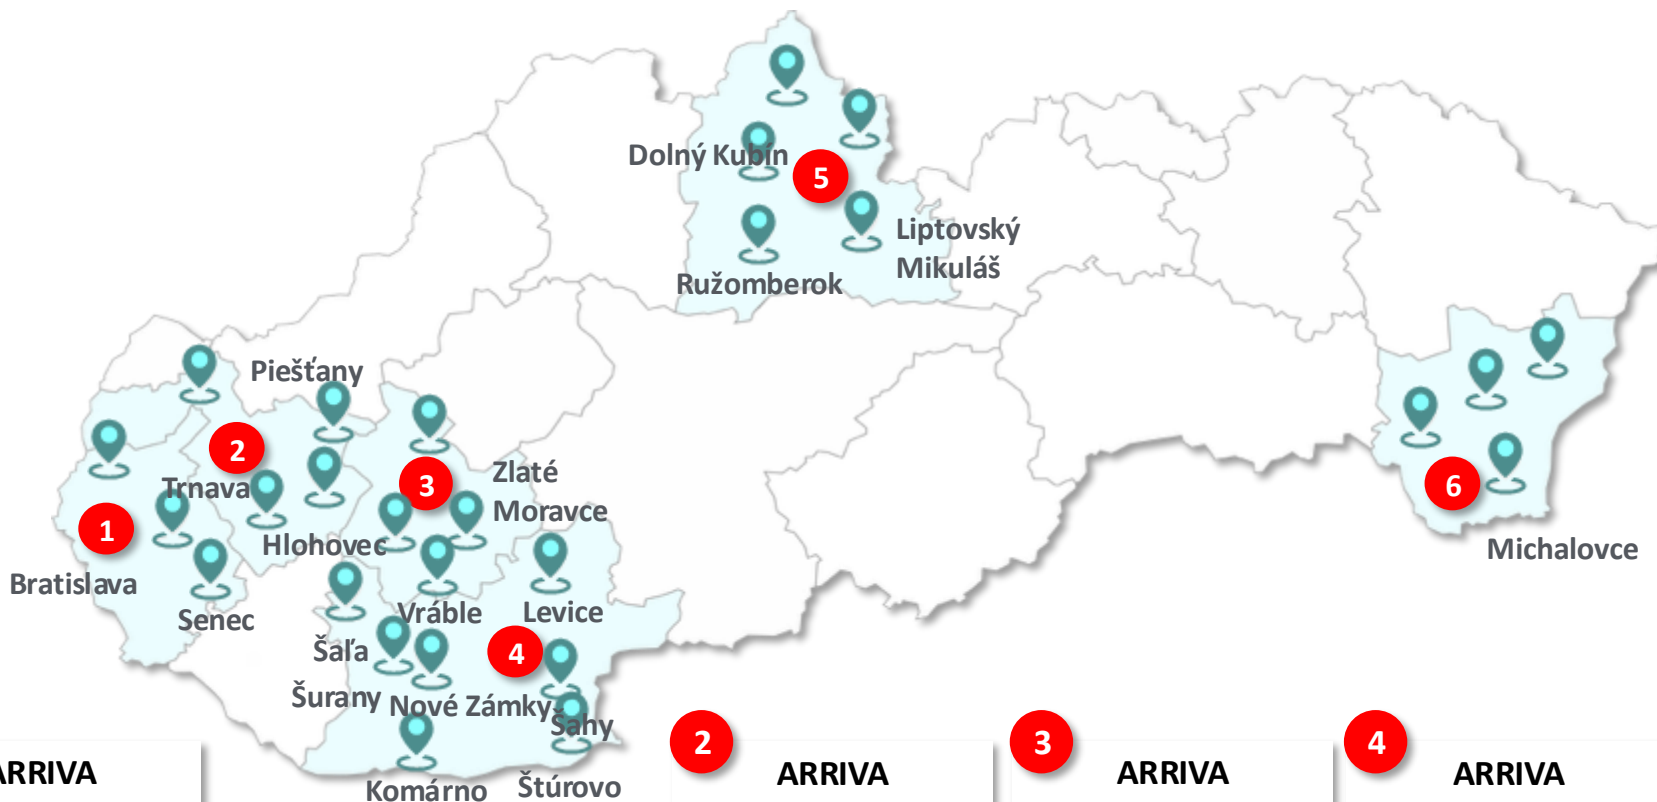 Dolný Kubín
5
Liptovský
Mikuláš
Ružomberok
Piešťany
2
Trnava
3
Zlaté
Moravce
6
1
Hlohovec
Michalovce
Bratislava
Senec
Vráble
Levice
Šaľa
4
Šurany
Nové Zámky
Šahy
Komárno
Štúrovo
ARRIVA
2
ARRIVA
3
ARRIVA
4
ARRIVA